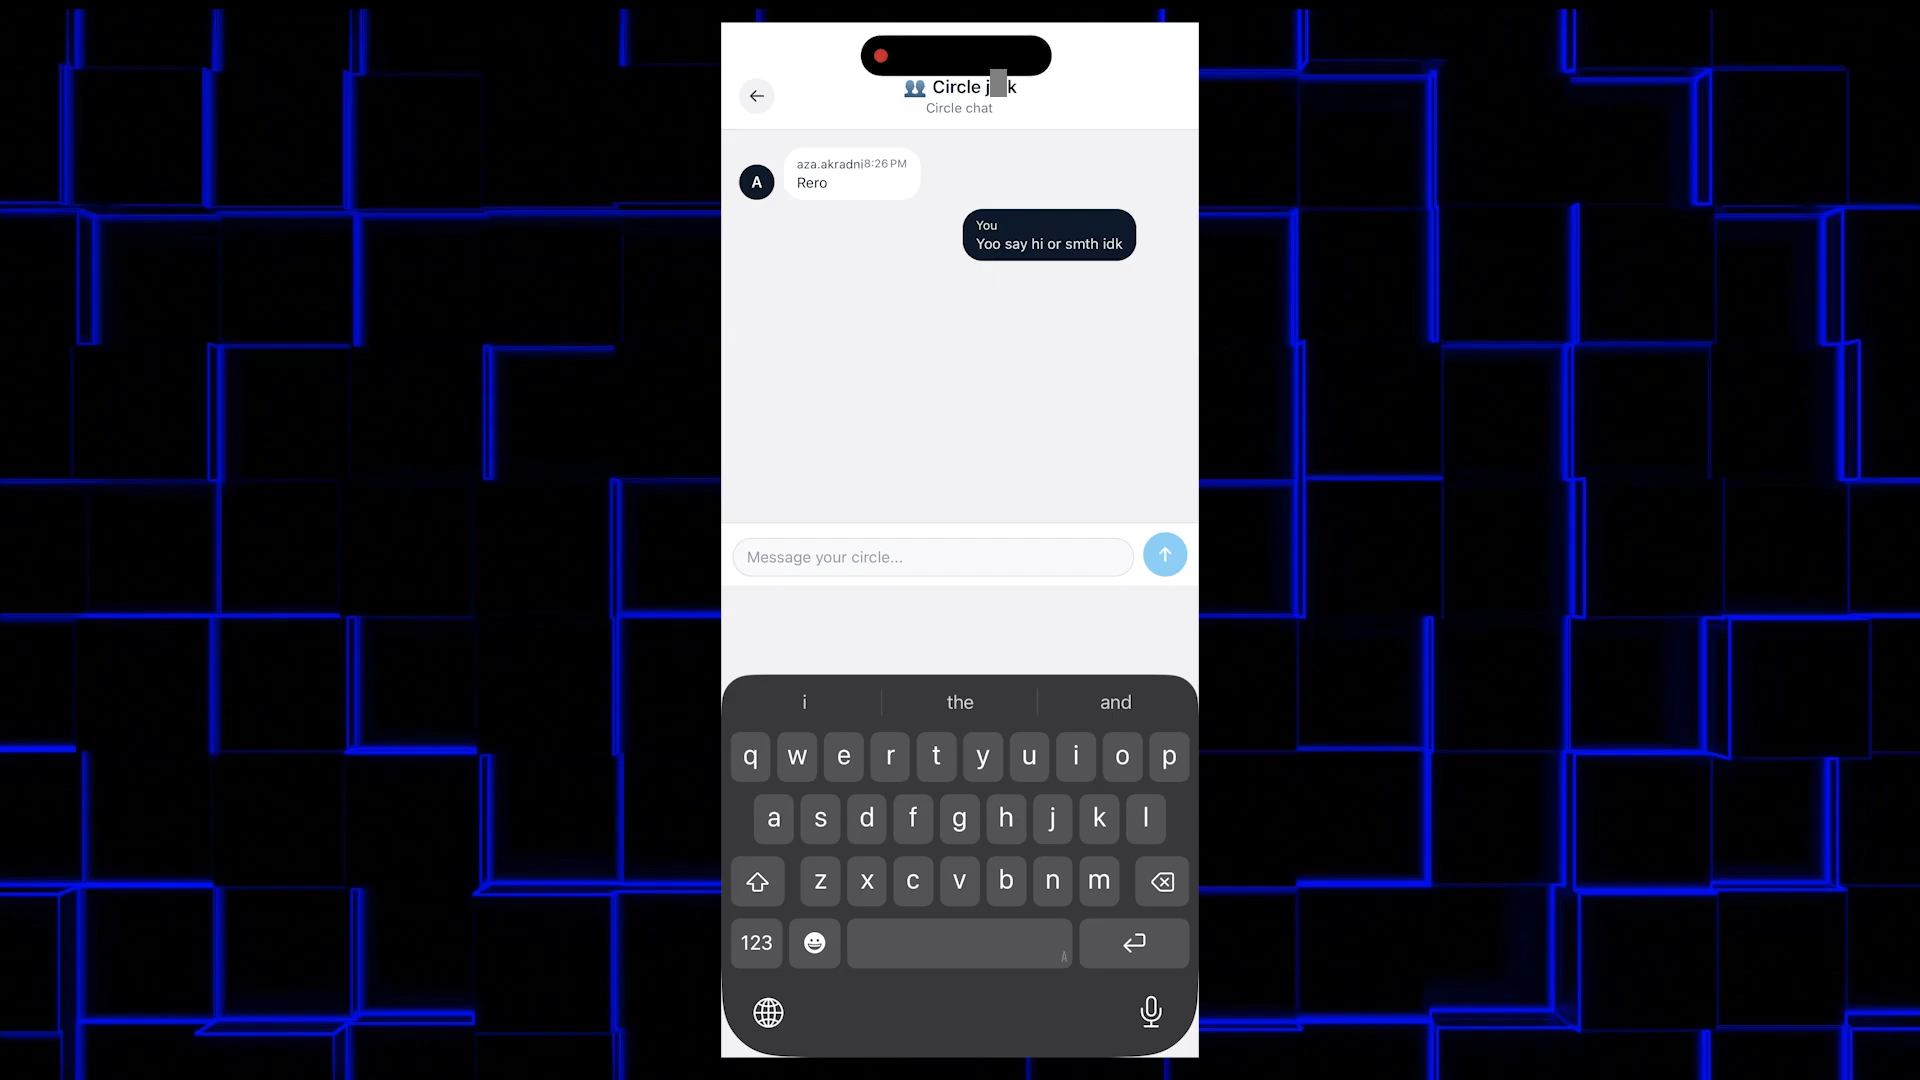 Circle
Circle chat
A
aza.akradni8:26 PM
Rero
You
Yoo say hi or smth idk
Message your circle...
i the and
q w e r t y u i o p
a s d f g h j k l
z x c v b n m
123